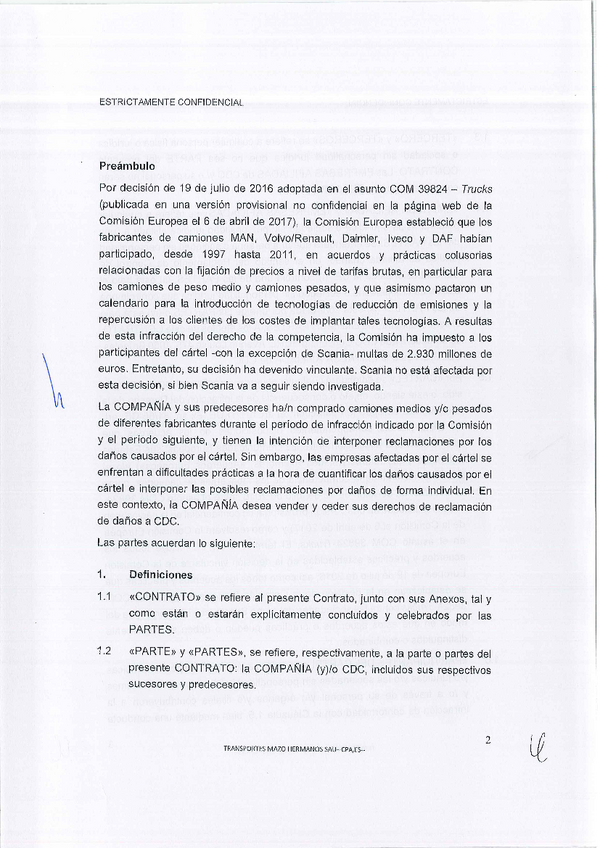 ESTRICTAMENTE CONFIDENCIAL
Preámbulo
Por decisión de 19 de julio de 2016 adoptada en el asunto COM 39824 – Trucks
(publicada en una versión provisional no confidencial en la página web de la
Comisión Europea el 6 de abril de 2017), la Comisión Europea estableció que los
fabricantes de camiones MAN, Volvo/Renault, Daimler, Iveco y DAF habían
participado, desde 1997 hasta 2011, en acuerdos y prácticas colusorias
relacionadas con la fijación de precios a nivel de tarifas brutas, en particular para
los camiones de peso medio y camiones pesados, y que asimismo pactaron un
calendario para la introducción de tecnologías de reducción de emisiones y la
repercusión a los clientes de los costes de implantar tales tecnologías. A resultas
de esta infracción del derecho de la competencia, la Comisión ha impuesto a los
participantes del cártel -con la excepción de Scania- multas de 2.930 millones de
euros. Entretanto, su decisión ha devenido vinculante. Scania no está afectada por
esta decisión, si bien Scania va a seguir siendo investigada.
La COMPAÑÍA y sus predecesores ha/n comprado camiones medios y/o pesados
de diferentes fabricantes durante el periodo de infracción indicado por la Comisión
y el periodo siguiente, y tienen la intención de interponer reclamaciones por los
daños causados por el cártel. Sin embargo, las empresas afectadas por el cártel se
enfrentan a dificultades prácticas a la hora de cuantificar los daños causados por el
cártel e interponer las posibles reclamaciones por daños de forma individual. En
este contexto, la COMPAÑÍA desea vender y ceder sus derechos de reclamación
de daños a CDC.
Las partes acuerdan lo siguiente:
1. Definiciones
1.1 «CONTRATO» se refiere al presente Contrato, junto con sus Anexos, tal y
como están o estarán explícitamente concluidos y celebrados por las
PARTES.
1.2 «PARTE» y «PARTES», se refiere, respectivamente, a la parte o partes del
presente CONTRATO: la COMPAÑÍA (y)/o CDC, incluidos sus respectivos
sucesores y predecesores.
2
TRANSPORTES MAZO HERMANOS SAU– CPA,ES–